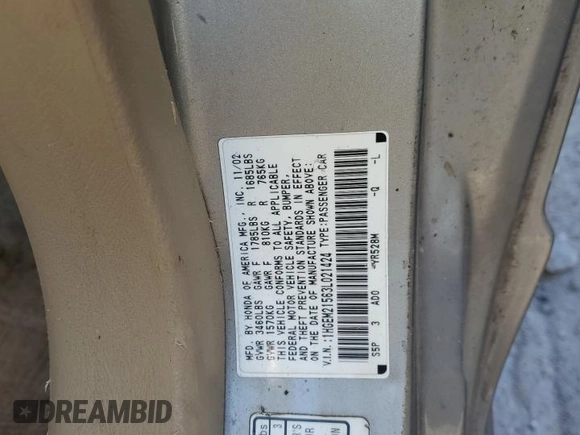 MFD. BY HONDA OF AMERICA MFG., INC. 11/02
GVWR 3460LBS GAWR F 1785LBS R 1685LBS
GVWR 1570KG GAWR F 810KG R 765KG
THIS VEHICLE CONFORMS TO ALL APPLICABLE
FEDERAL MOTOR VEHICLE SAFETY, BUMPER,
AND THEFT PREVENTION STANDARDS IN EFFECT
ON THE DATE OF MANUFACTURE SHOWN ABOVE.
V.I.N.: 1HGEM21563L021424 TYPE:PASSENGER CAR
YR528M -Q -L
S5P 3 AD0
DREAMBID